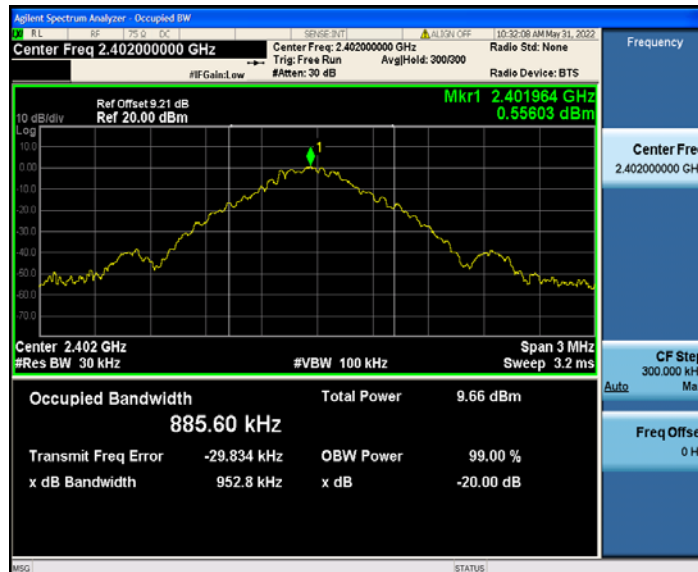 Agilent Spectrum Analyzer - Occupied BW
RL RF 75 Ω DC SENSE:INT ALIGN OFF 10:32:08 AM May 31, 2022
Center Freq 2.402000000 GHz
Center Freq: 2.402000000 GHz Radio Std: None
Trig: Free Run Avg|Hold: 300/300
#IFGain:Low #Atten: 30 dB Radio Device: BTS
Frequency
Ref Offset 9.21 dB
10 dB/div Ref 20.00 dBm
Mkr1 2.401964 GHz
0.55603 dBm
Log
10.0
0.00
-10.0
-20.0
-30.0
-40.0
-50.0
-60.0
-70.0
1
Center Fre
2.402000000 GH
Center 2.402 GHz Span 3 MHz
#Res BW 30 kHz #VBW 100 kHz Sweep 3.2 ms
CF Step
300.000 kH
Auto Ma
Occupied Bandwidth Total Power 9.66 dBm
885.60 kHz
Transmit Freq Error -29.834 kHz OBW Power 99.00 %
x dB Bandwidth 952.8 kHz x dB -20.00 dB
Freq Offse
0 H
MSG STATUS